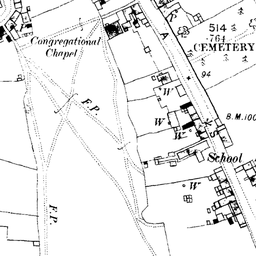 P
514
.764
CEMETERY
Congregational
Chapel
A
94
W
W
F.P.
B.M.100
W
W
K
S
School
W
F.P.